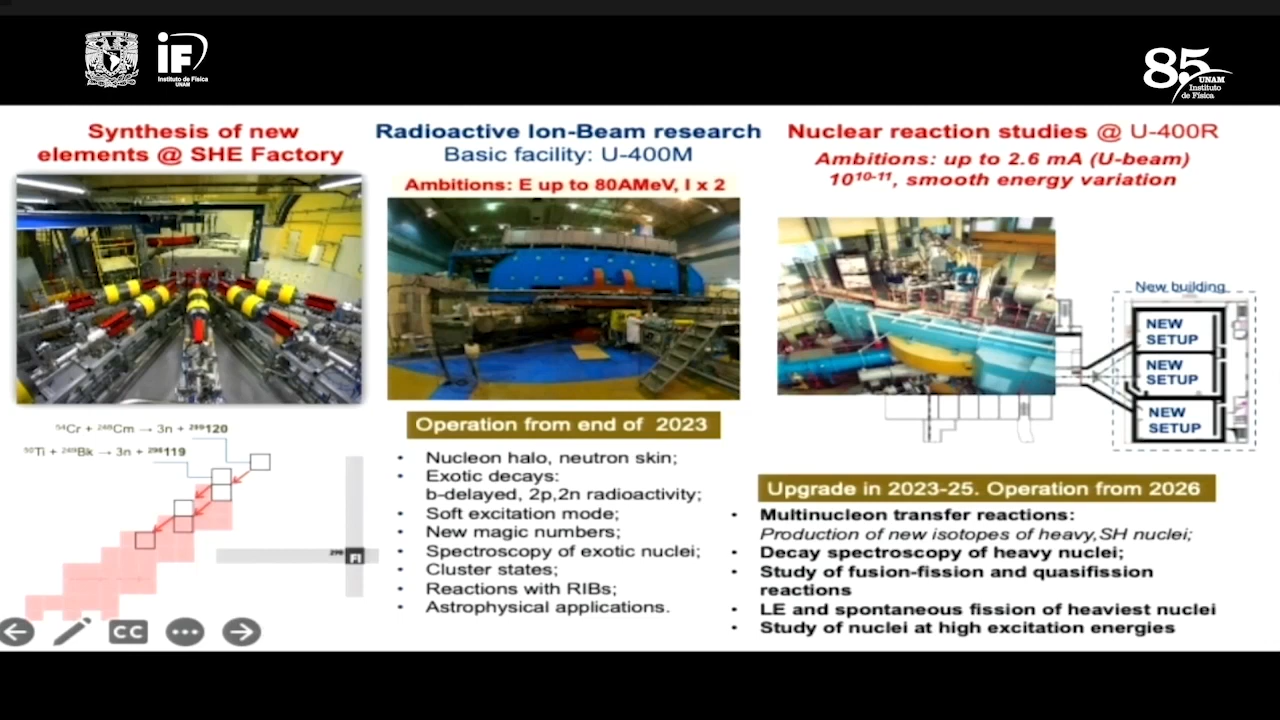 iF
Instituto de Física
UNAM
85
UNAM
Instituto
de Física
Synthesis of new
elements @ SHE Factory
⁵⁴Cr + ²⁴⁸Cm → 3n + ²⁹⁹120
⁵⁰Ti + ²⁴⁹Bk → 3n + ²⁹⁶119
298
Fl
CC
Radioactive Ion-Beam research
Basic facility: U-400M
Ambitions: E up to 80AMeV, I x 2
Operation from end of 2023
• Nucleon halo, neutron skin;
• Exotic decays:
b-delayed, 2p,2n radioactivity;
• Soft excitation mode;
• New magic numbers;
• Spectroscopy of exotic nuclei;
• Cluster states;
• Reactions with RIBs;
• Astrophysical applications.
Nuclear reaction studies @ U-400R
Ambitions: up to 2.6 mA (U-beam)
10¹⁰⁻¹¹, smooth energy variation
New building
NEW
SETUP
NEW
SETUP
NEW
SETUP
Upgrade in 2023-25. Operation from 2026
• Multinucleon transfer reactions:
Production of new isotopes of heavy,SH nuclei;
• Decay spectroscopy of heavy nuclei;
• Study of fusion-fission and quasifission
reactions
• LE and spontaneous fission of heaviest nuclei
• Study of nuclei at high excitation energies